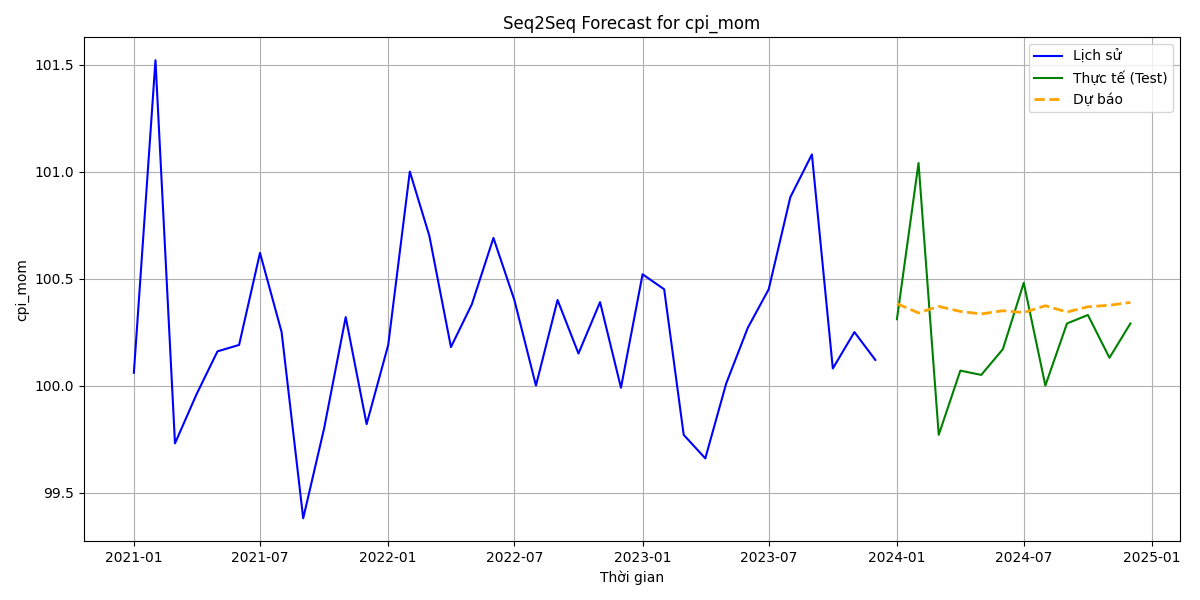 Seq2Seq Forecast for cpi_mom
Lịch sử
Thực tế (Test)
Dự báo
cpi_mom
101.5
101.0
100.5
100.0
99.5
2021-01
2021-07
2022-01
2022-07
2023-01
2023-07
2024-01
2024-07
2025-01
Thời gian